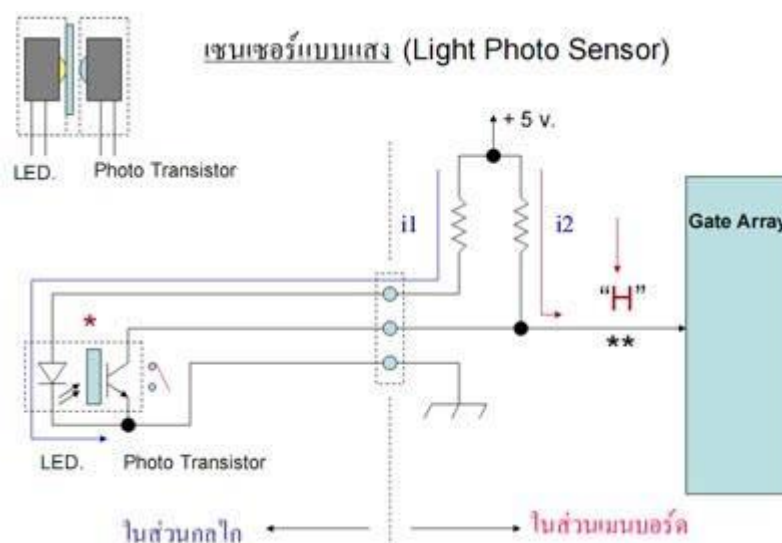 เซนเซอร์แบบแสง (Light Photo Sensor)
LED. Photo Transistor
+ 5 v.
i1
i2
Gate Array
*
“H”
**
LED. Photo Transistor
ในส่วนกลไก
ในส่วนเมนบอร์ด